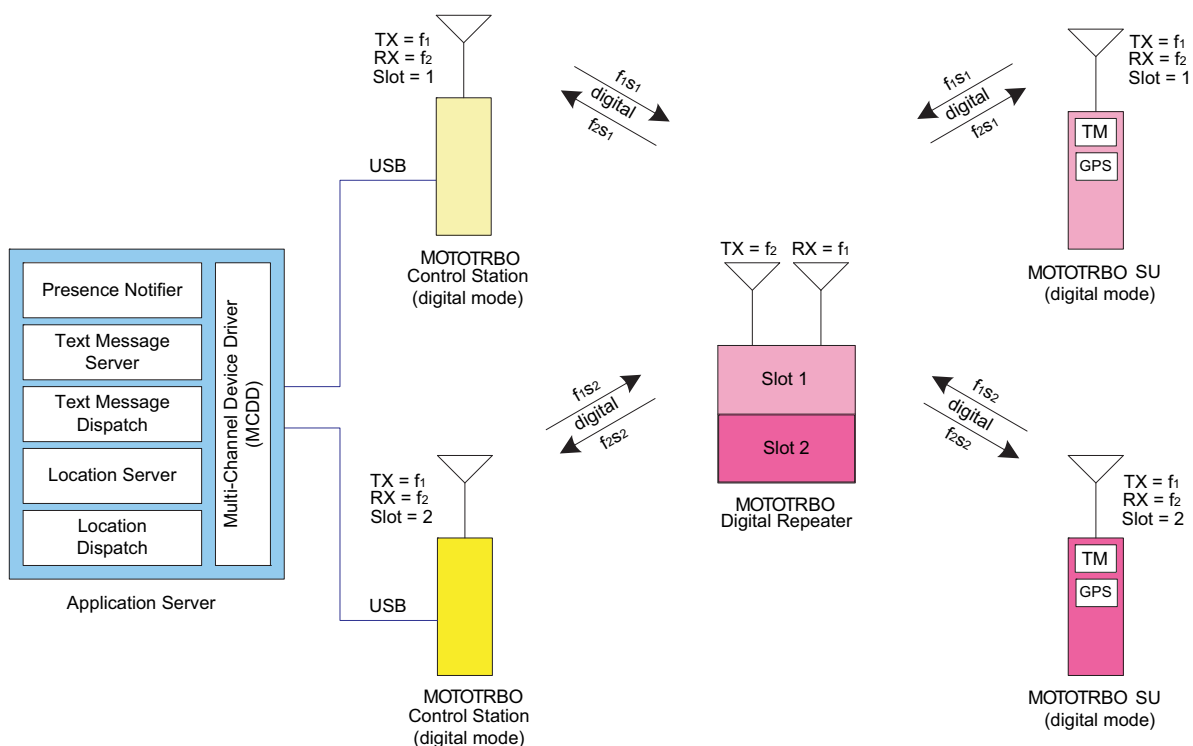 TX = f1
RX = f2
Slot = 1
f1s1
digital
f2s1
USB
MOTOTRBO
Control Station
(digital mode)
f1s1
digital
f2s1
TX = f1
RX = f2
Slot = 1
TM
GPS
MOTOTRBO SU
(digital mode)
Presence Notifier
Text Message
Server
Text Message
Dispatch
Location Server
Location
Dispatch
Multi-Channel Device Driver
(MCDD)
Application Server
TX = f2
RX = f1
Slot 1
Slot 2
MOTOTRBO
Digital Repeater
f1s2
digital
f2s2
TX = f1
RX = f2
Slot = 2
USB
MOTOTRBO
Control Station
(digital mode)
f1s2
digital
f2s2
TX = f1
RX = f2
Slot = 2
TM
GPS
MOTOTRBO SU
(digital mode)